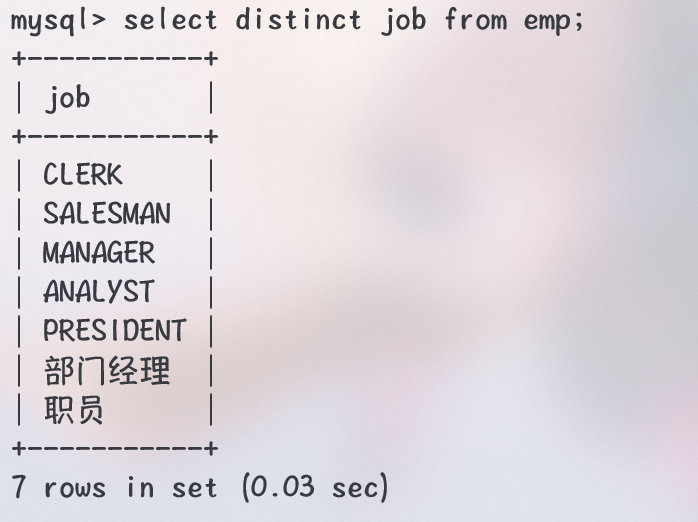 mysql> select distinct job from emp;
+-----------+
| job       |
+-----------+
| CLERK     |
| SALESMAN  |
| MANAGER   |
| ANALYST   |
| PRESIDENT |
| 部门经理  |
| 职员      |
+-----------+
7 rows in set (0.03 sec)